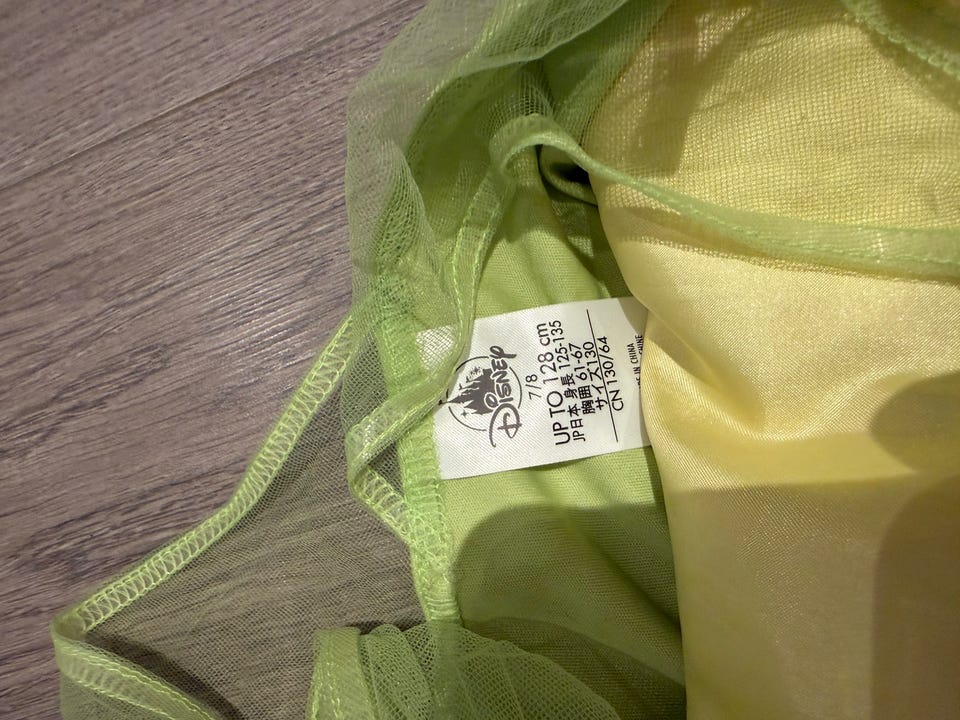 Disney
7/8
UP TO 128 cm
JP日本 身長 125-135
胸囲 61-67
サイズ130
CN 130/64
IN CHINA